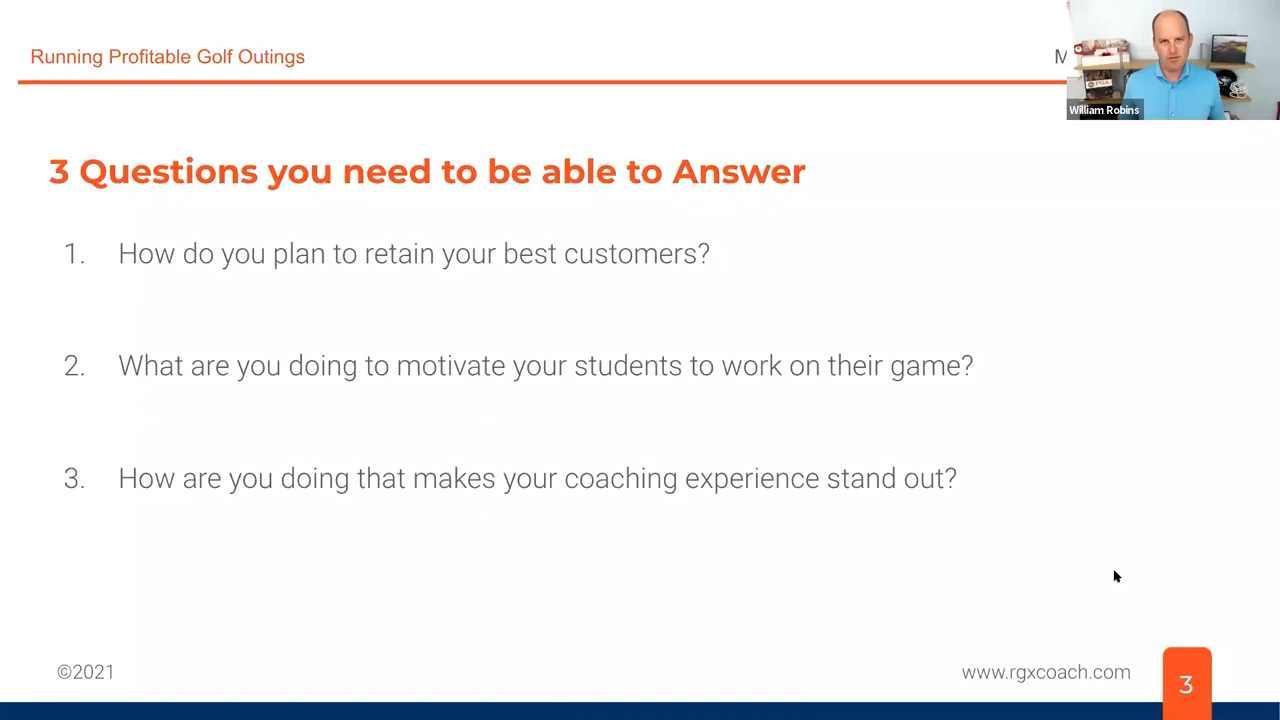 Running Profitable Golf Outings
William Robins
3 Questions you need to be able to Answer
1. How do you plan to retain your best customers?
2. What are you doing to motivate your students to work on their game?
3. How are you doing that makes your coaching experience stand out?
©2021
www.rgxcoach.com
3